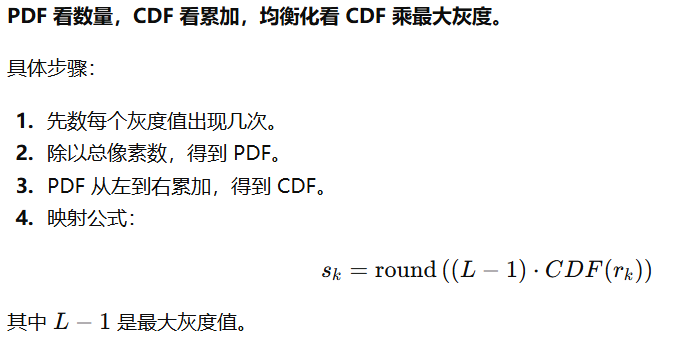 PDF 看数量，CDF 看累加，均衡化看 CDF 乘最大灰度。
具体步骤：
1. 先数每个灰度值出现几次。
2. 除以总像素数，得到 PDF。
3. PDF 从左到右累加，得到 CDF。
4. 映射公式：
s_k = round ((L − 1) · CDF(r_k))
其中 L − 1 是最大灰度值。